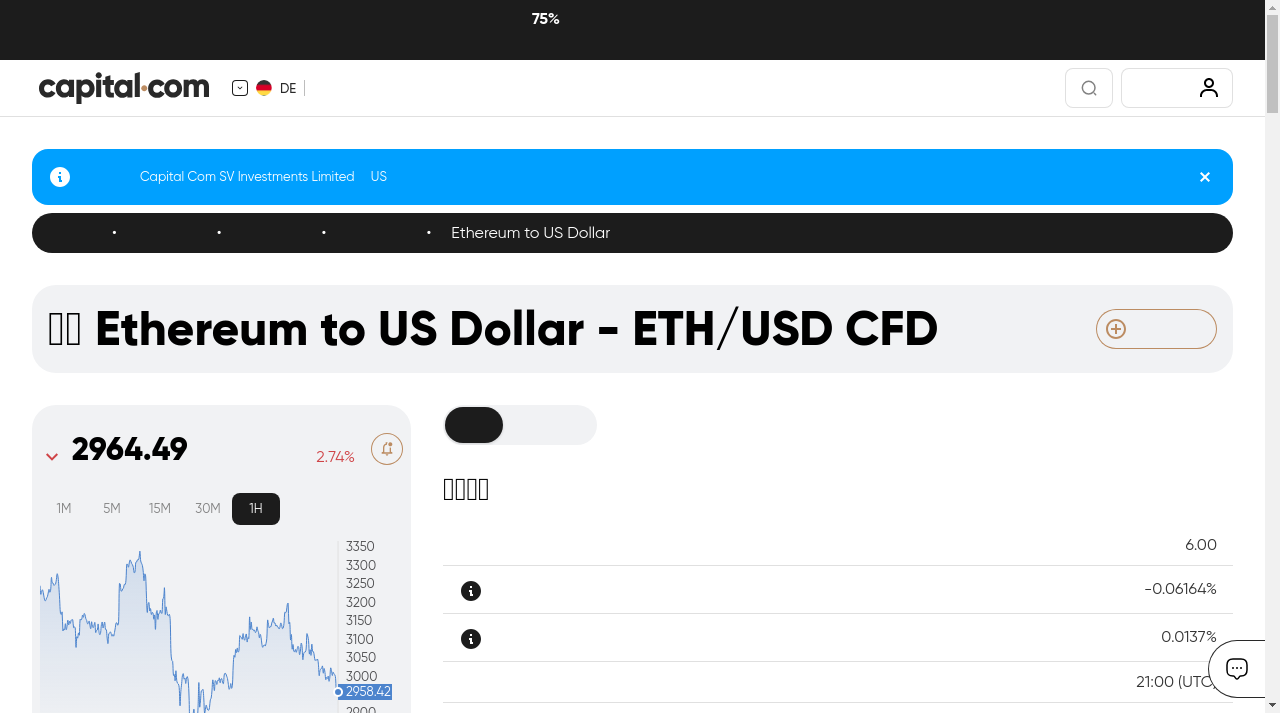 75%
capital.com
DE
Capital Com SV Investments Limited US
• • • • Ethereum to US Dollar
Ethereum to US Dollar - ETH/USD CFD
2964.49
2.74%
1M 5M 15M 30M 1H
3350
3300
3250
3200
3150
3100
3050
3000
2958.42
2900
6.00
-0.06164%
0.0137%
21:00 (UTC)